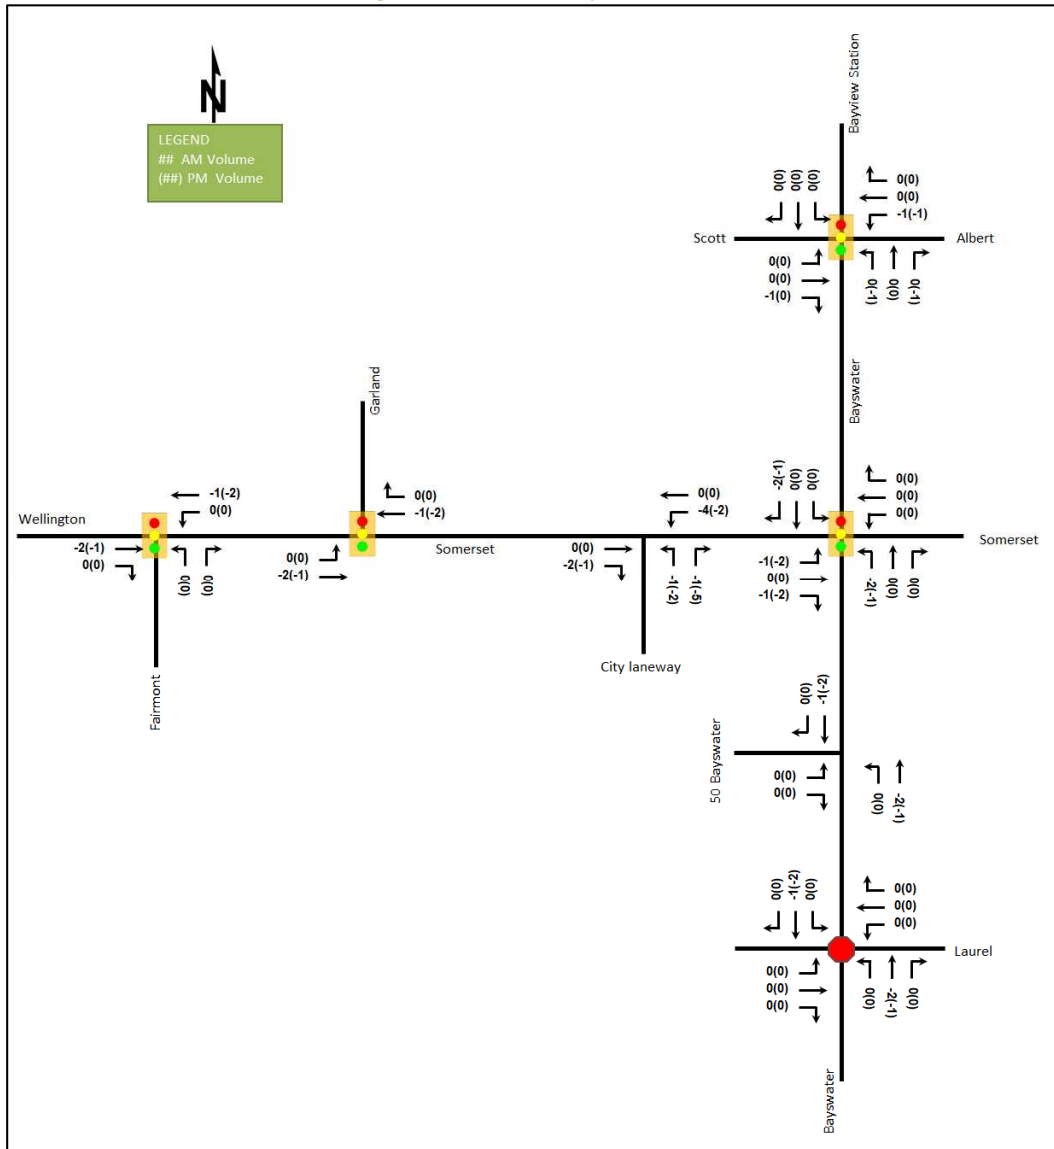 Bayview Station
N
LEGEND
## AM Volume
(##) PM Volume
0(0) 0(0) 0(0)
0(0)
0(0)
-1(-1)
Scott
Albert
0(0)
0(0)
-1(0)
0(-1) 0(0) 0(-1)
Garland
Bayswater
-1(-2)
0(0)
Wellington
-2(-1)
0(0)
0(0) 0(0)
Fairmont
0(0)
-1(-2)
0(0)
-2(-1)
Somerset
0(0)
-4(-2)
0(0)
-2(-1)
-1(-2) -1(-5)
City laneway
-2(-1) 0(0) 0(0)
0(0)
0(0)
0(0)
Somerset
-1(-2)
0(0)
-1(-2)
-2(-1) 0(0) 0(0)
0(0) -1(-2)
50 Bayswater
0(0)
0(0)
0(0) -2(-1)
0(0) -1(-2) 0(0)
0(0)
0(0)
0(0)
Laurel
0(0)
0(0)
0(0)
0(0) -2(-1) 0(0)
Bayswater